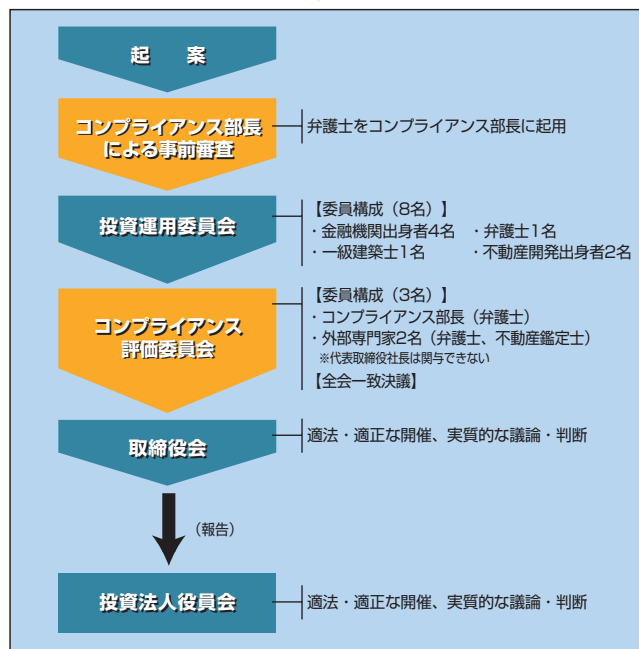 起　案
コンプライアンス部長
による事前審査
弁護士をコンプライアンス部長に起用
投資運用委員会
【委員構成（8名）】
・金融機関出身者4名　・弁護士1名
・一級建築士1名　・不動産開発出身者2名
コンプライアンス
評価委員会
【委員構成（3名）】
・コンプライアンス部長（弁護士）
・外部専門家2名（弁護士、不動産鑑定士）
※代表取締役社長は関与できない
【全会一致決議】
取締役会
適法・適正な開催、実質的な議論・判断
（報告）
投資法人役員会
適法・適正な開催、実質的な議論・判断